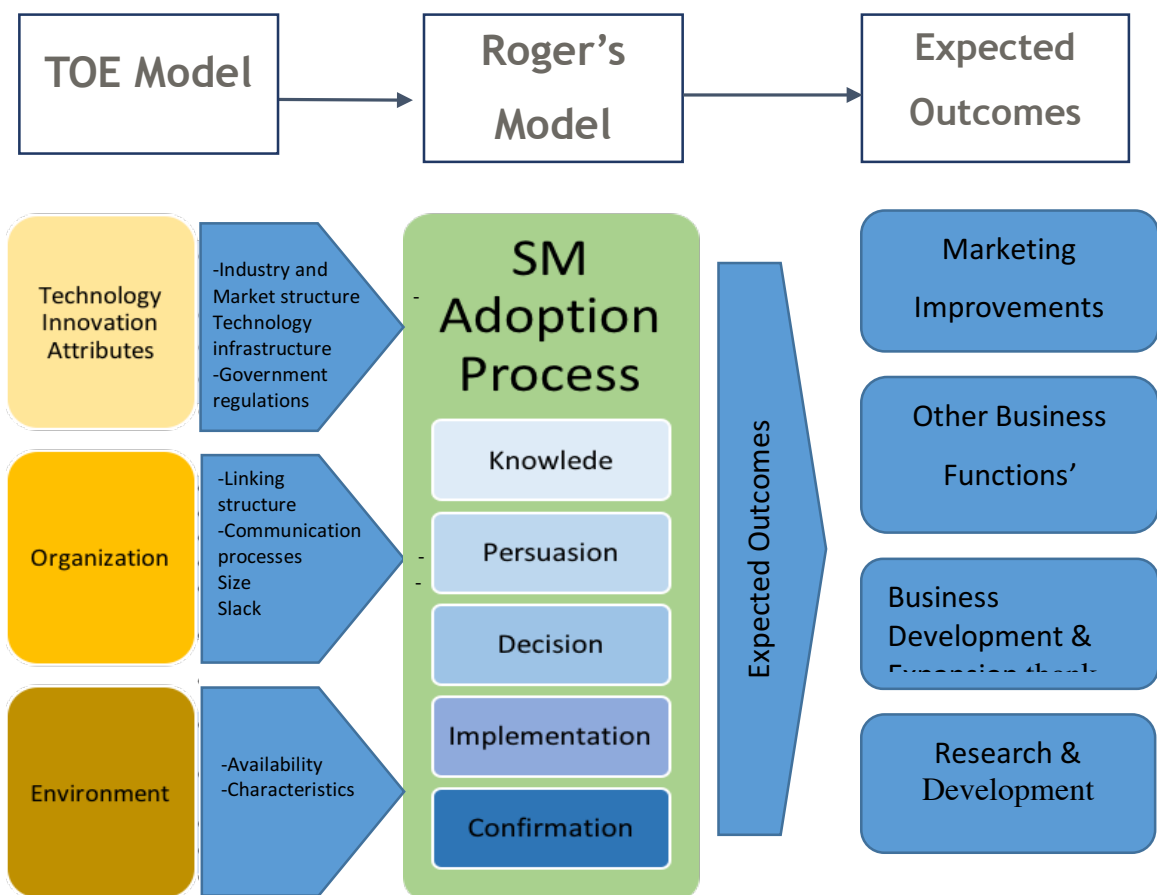 TOE Model
Roger’s
Model
Expected
Outcomes
Technology
Innovation
Attributes
-Industry and
Market structure
Technology
infrastructure
-Government
regulations
Organization
-Linking
structure
-Communication
processes
Size
Slack
Environment
-Availability
-Characteristics
-
-
-
SM
Adoption
Process
Knowlede
Persuasion
Decision
Implementation
Confirmation
Expected Outcomes
Marketing
Improvements
Other Business
Functions’
Business
Development &
Expansion thank
Research &
Development